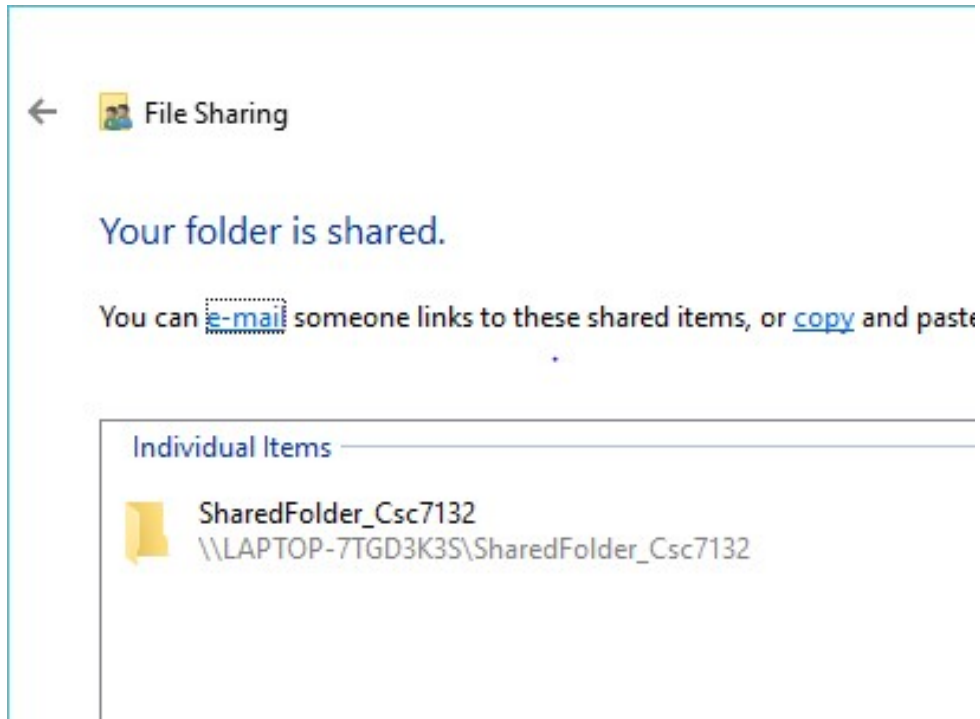 File Sharing
Your folder is shared.
You can e-mail someone links to these shared items, or copy and paste
Individual Items
SharedFolder_Csc7132
\\LAPTOP-7TGD3K3S\SharedFolder_Csc7132